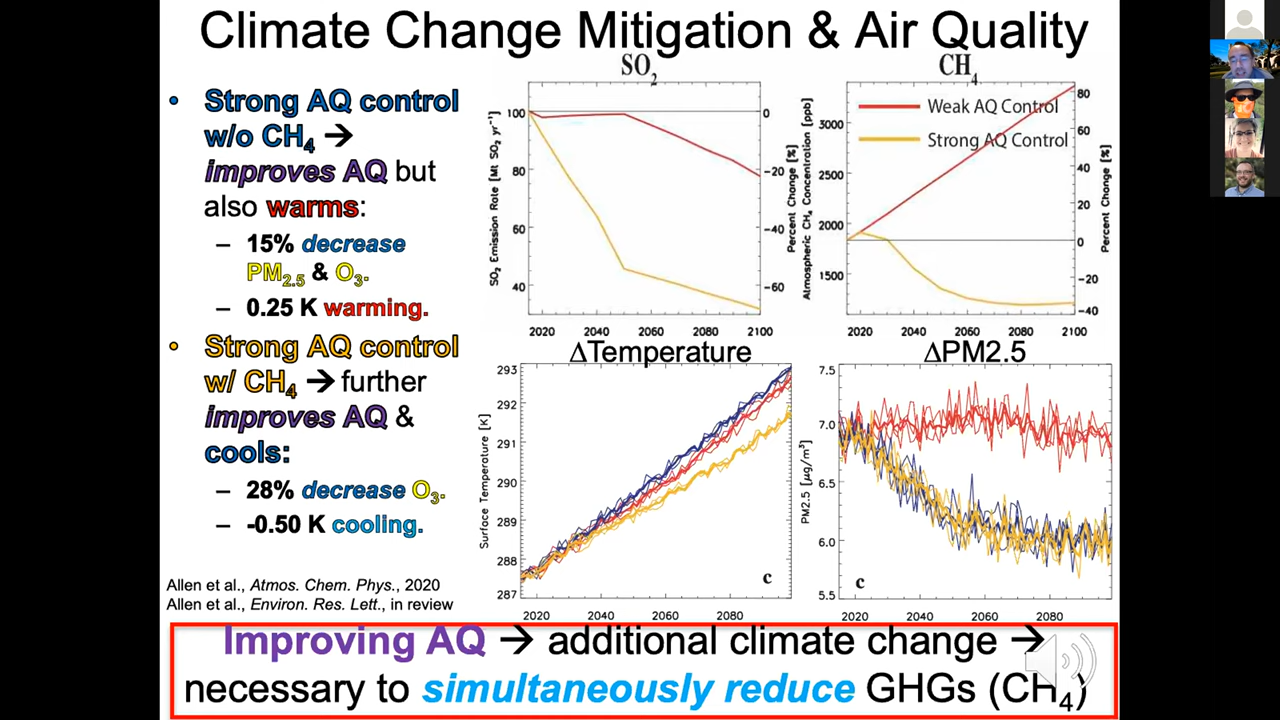 Climate Change Mitigation & Air Quality
• Strong AQ control
w/o CH₄ ➔
improves AQ but
also warms:
– 15% decrease
PM₂.₅ & O₃.
– 0.25 K warming.
• Strong AQ control
w/ CH₄ ➔ further
improves AQ &
cools:
– 28% decrease O₃.
– -0.50 K cooling.
Allen et al., Atmos. Chem. Phys., 2020
Allen et al., Environ. Res. Lett., in review
SO₂
SO₂ Emission Rate [Mt SO₂ yr⁻¹]
100
80
60
40
0
-20
-40
-60
Percent Change [%]
2020 2040 2060 2080 2100
CH₄
Weak AQ Control
Strong AQ Control
Atmospheric CH₄ Concentration [ppb]
3000
2500
2000
1500
80
60
40
20
0
-20
-40
Percent Change [%]
2020 2040 2060 2080 2100
ΔTemperature
Surface Temperature [K]
293
292
291
290
289
288
287
c
2020 2040 2060 2080
ΔPM2.5
PM2.5 [μg/m³]
7.5
7.0
6.5
6.0
5.5
c
2020 2040 2060 2080
Improving AQ ➔ additional climate change ➔
necessary to simultaneously reduce GHGs (CH₄)